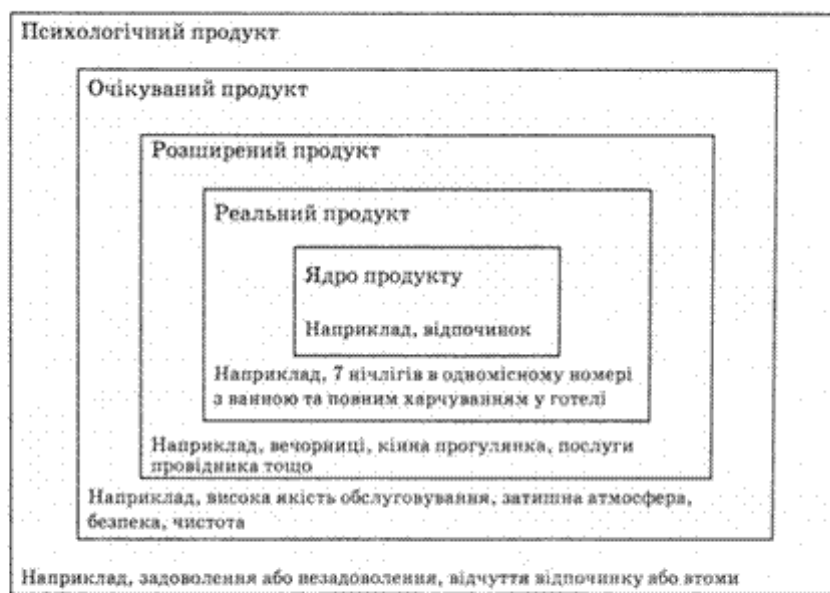 Психологічний продукт
Очікуваний продукт
Розширений продукт
Реальний продукт
Ядро продукту
Наприклад, відпочинок
Наприклад, 7 нічлігів в одномісному номері
з ванною та повним харчуванням у готелі
Наприклад, вечорниці, кінна прогулянка, послуги
провідника тощо
Наприклад, висока якість обслуговування, затишна атмосфера,
безпека, чистота
Наприклад, задоволення або незадоволення, відчуття відпочинку або втоми